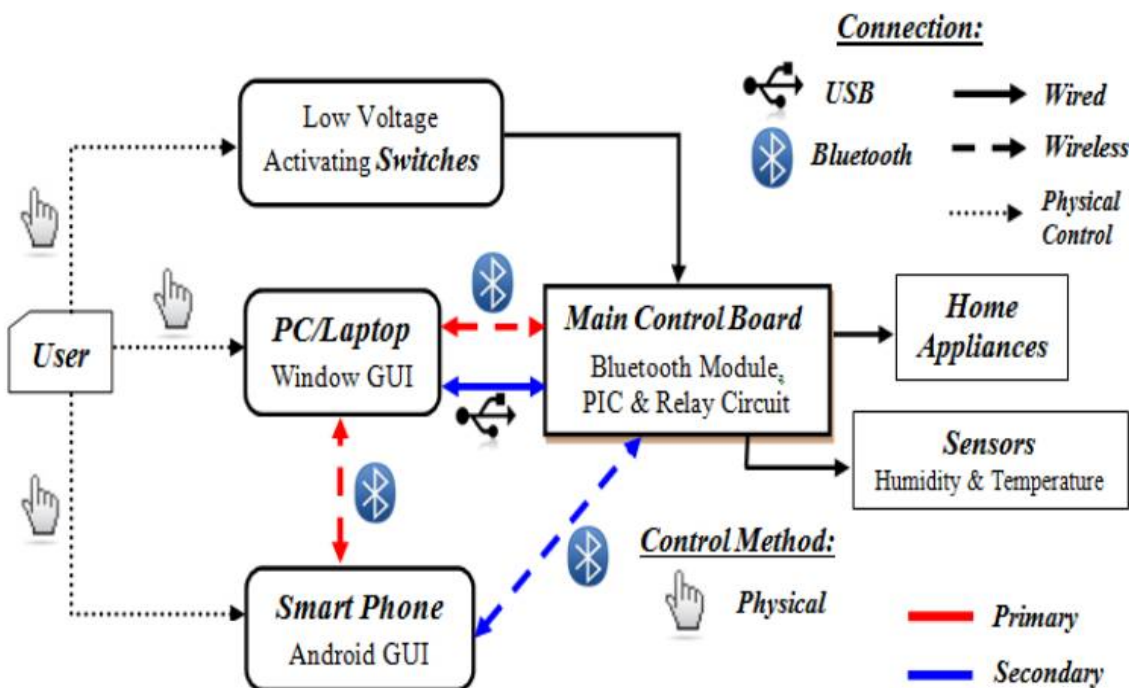 Connection:
USB
Wired
Bluetooth
Wireless
Physical
Control
Low Voltage
Activating Switches
User
PC/Laptop
Window GUI
Main Control Board
Bluetooth Module,
PIC & Relay Circuit
Home
Appliances
Sensors
Humidity & Temperature
Smart Phone
Android GUI
Control Method:
Physical
Primary
Secondary